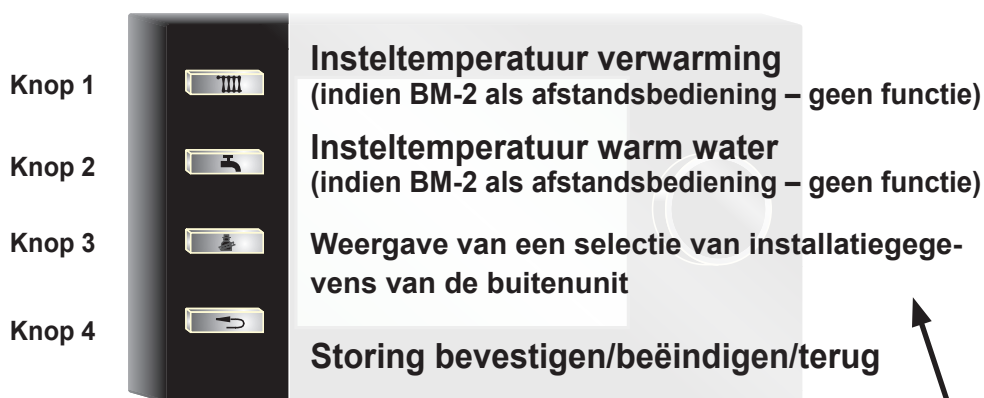 Knop 1
Insteltemperatuur verwarming
(indien BM-2 als afstandsbediening – geen functie)
Knop 2
Insteltemperatuur warm water
(indien BM-2 als afstandsbediening – geen functie)
Knop 3
Weergave van een selectie van installatiegege-
vens van de buitenunit
Knop 4
Storing bevestigen/beëindigen/terug